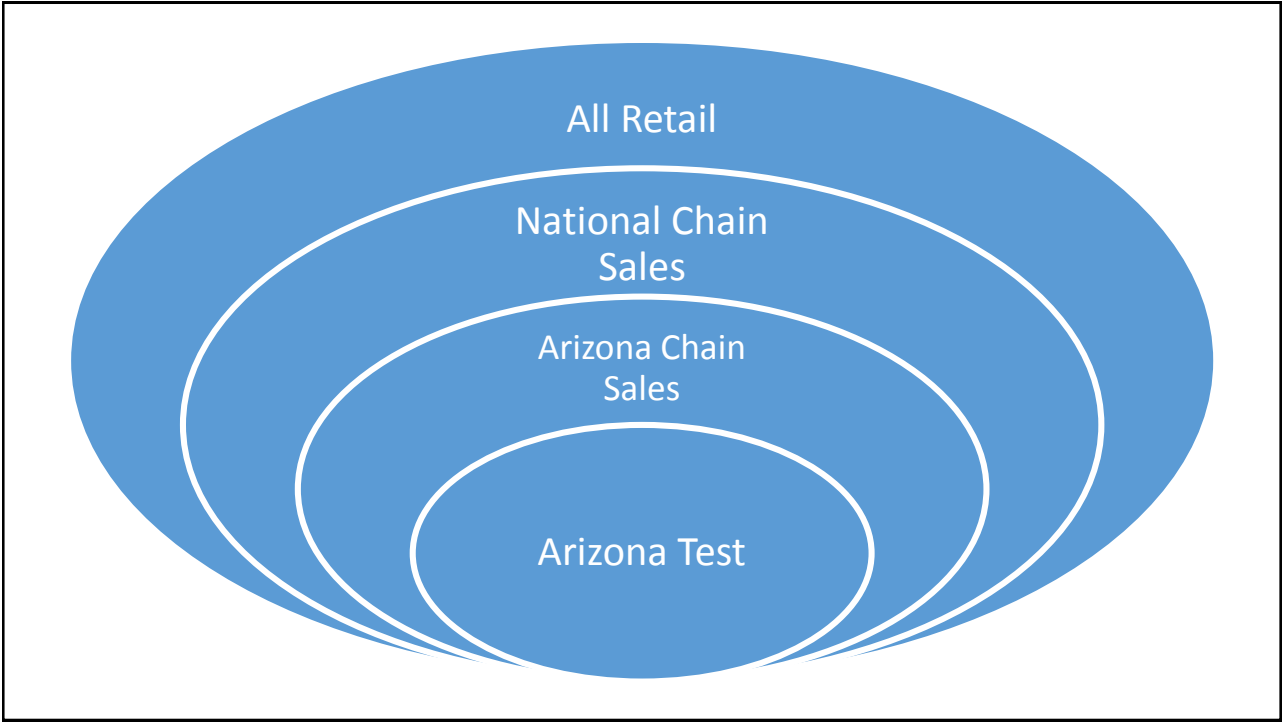 All Retail
National Chain
Sales
Arizona Chain
Sales
Arizona Test